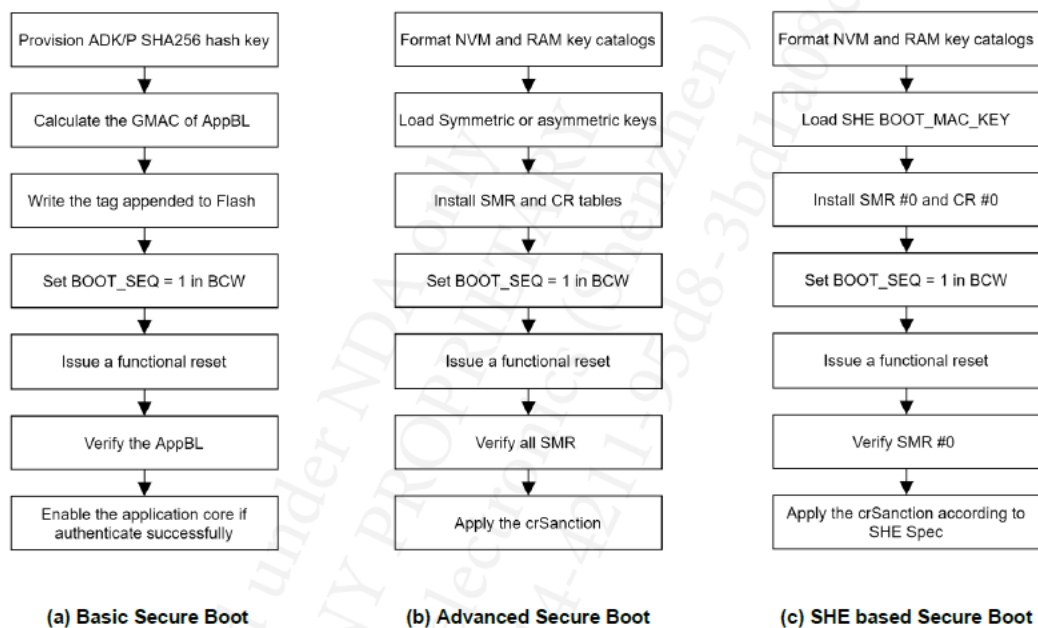 Provision ADK/P SHA256 hash key
Calculate the GMAC of AppBL
Write the tag appended to Flash
Set BOOT_SEQ = 1 in BCW
Issue a functional reset
Verify the AppBL
Enable the application core if
authenticate successfully
(a) Basic Secure Boot
Format NVM and RAM key catalogs
Load Symmetric or asymmetric keys
Install SMR and CR tables
Set BOOT_SEQ = 1 in BCW
Issue a functional reset
Verify all SMR
Apply the crSanction
(b) Advanced Secure Boot
Format NVM and RAM key catalogs
Load SHE BOOT_MAC_KEY
Install SMR #0 and CR #0
Set BOOT_SEQ = 1 in BCW
Issue a functional reset
Verify SMR #0
Apply the crSanction according to
SHE Spec
(c) SHE based Secure Boot
under NDA only
PROPRIETARY
(Shenzhen)